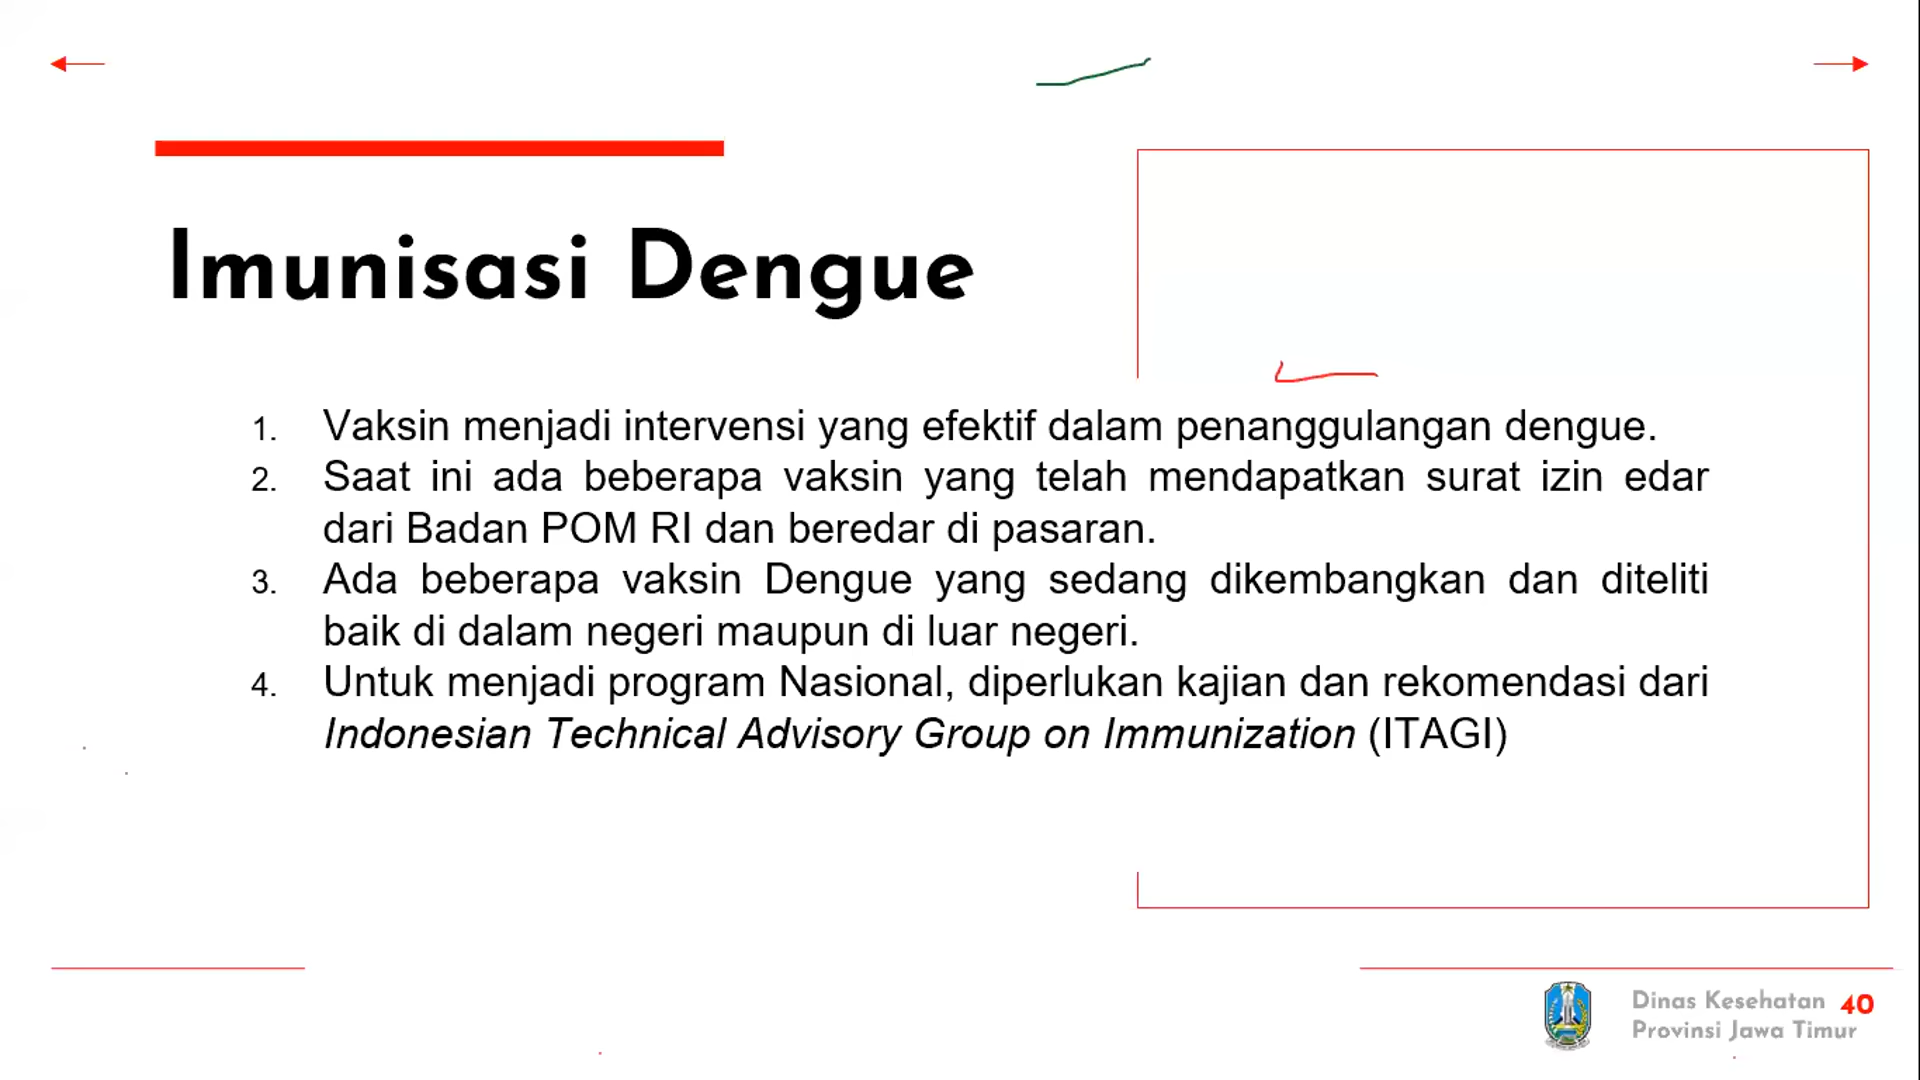 Imunisasi Dengue
1. Vaksin menjadi intervensi yang efektif dalam penanggulangan dengue.
2. Saat ini ada beberapa vaksin yang telah mendapatkan surat izin edar
dari Badan POM RI dan beredar di pasaran.
3. Ada beberapa vaksin Dengue yang sedang dikembangkan dan diteliti
baik di dalam negeri maupun di luar negeri.
4. Untuk menjadi program Nasional, diperlukan kajian dan rekomendasi dari
Indonesian Technical Advisory Group on Immunization (ITAGI)
Dinas Kesehatan 40
Provinsi Jawa Timur